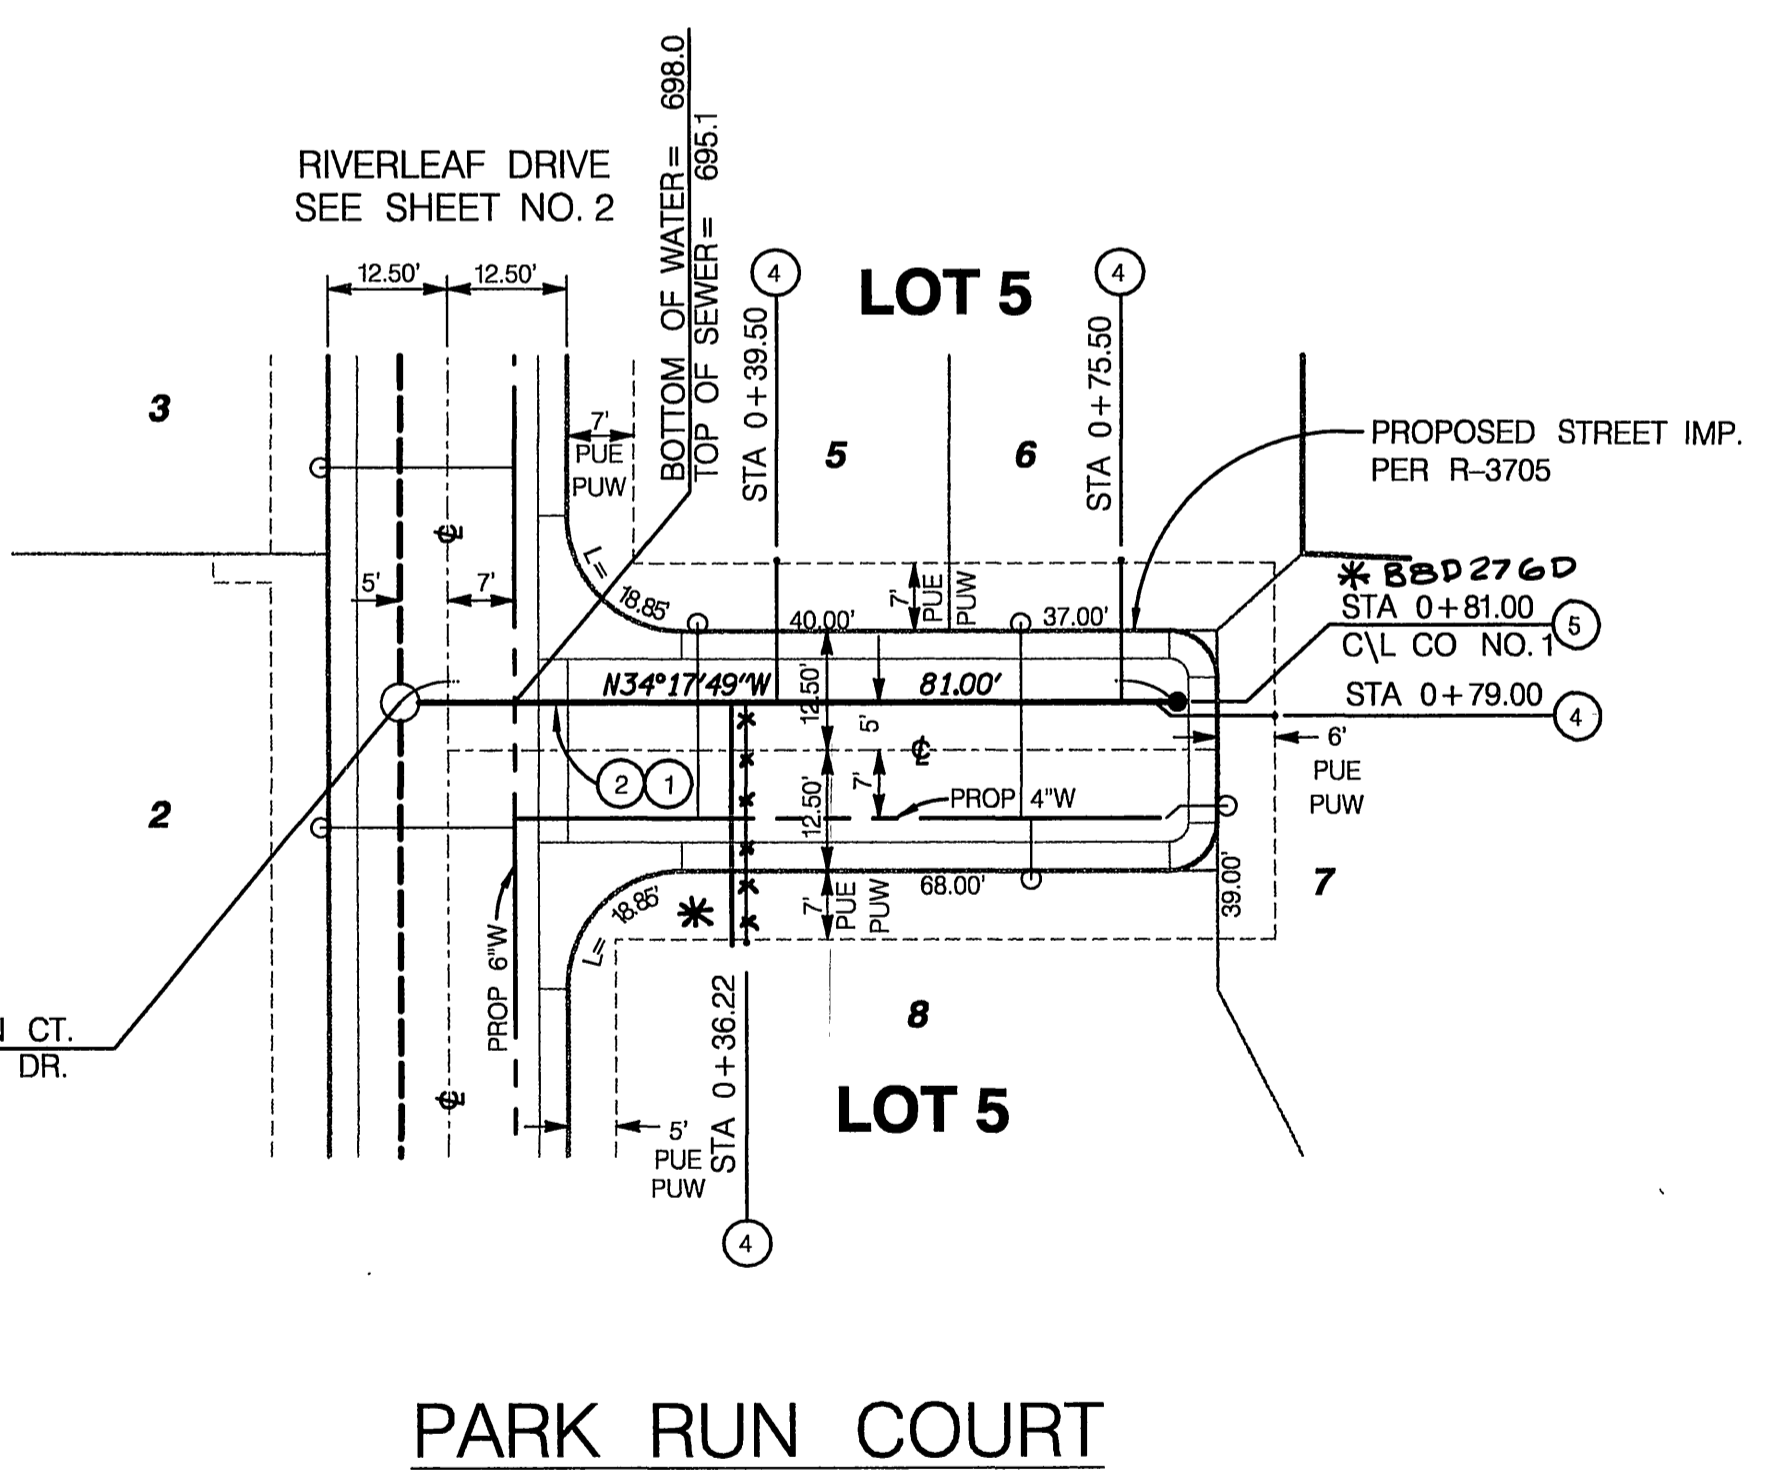 RIVERLEAF DRIVE
SEE SHEET NO. 2
BOTTOM OF WATER= 698.0
TOP OF SEWER= 695.1
12.50'
12.50'
4
STA 0+39.50
LOT 5
4
STA 0+75.50
3
7'
PUE
PUW
5
6
PROPOSED STREET IMP.
PER R-3705
℄
5'
7'
L=
18.85'
7'
PUE
PUW
40.00'
37.00'
* B8D276D
STA 0+81.00
5
C\L CO NO. 1
STA 0+79.00
4
N34°17'49"W
81.00'
12.50'
5'
℄
6'
PUE
PUW
2
2
1
12.50'
7'
PROP 4"W
PROP 6"W
L=
18.85'
*
7'
PUE
PUW
68.00'
39.00'
7
8
CT.
DR.
℄
5'
PUE
PUW
STA 0+36.22
LOT 5
4
PARK RUN COURT